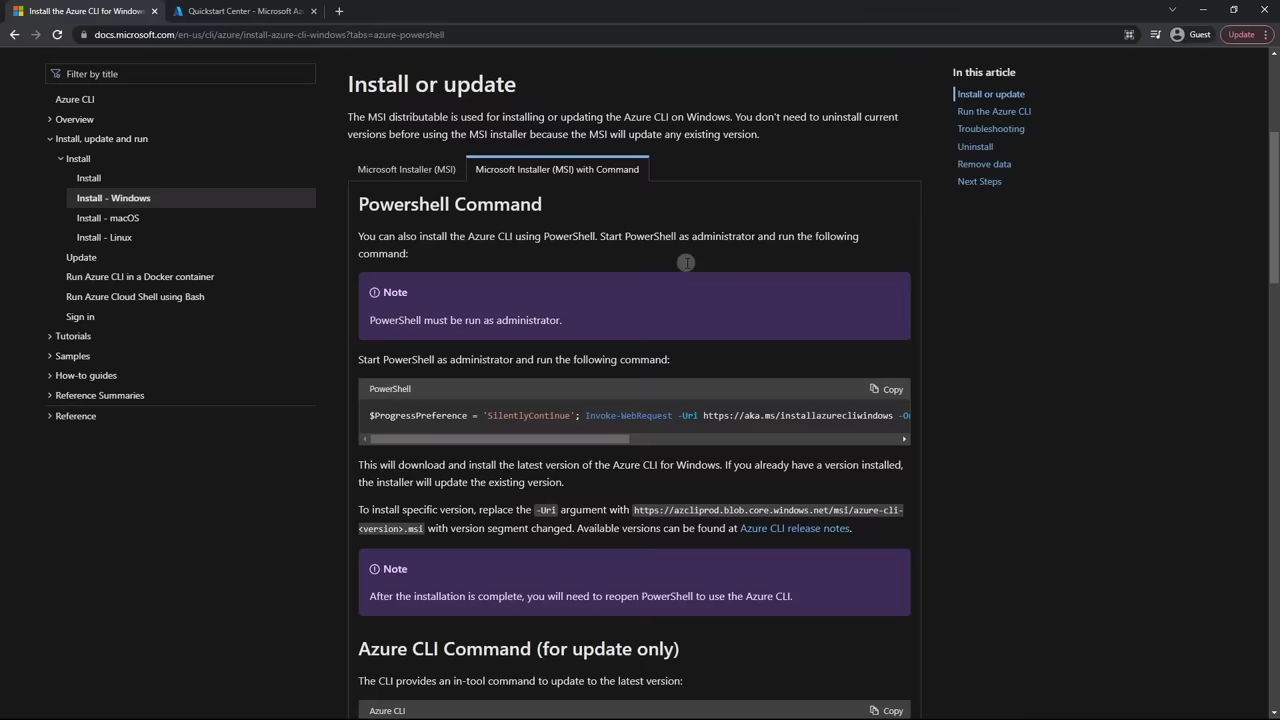 Install the Azure CLI for Windows
Quickstart Center - Microsoft Az
docs.microsoft.com/en-us/cli/azure/install-azure-cli-windows?tabs=azure-powershell
Guest
Update
Filter by title
Azure CLI
Overview
Install, update and run
Install
Install
Install - Windows
Install - macOS
Install - Linux
Update
Run Azure CLI in a Docker container
Run Azure Cloud Shell using Bash
Sign in
Tutorials
Samples
How-to guides
Reference Summaries
Reference
Install or update
The MSI distributable is used for installing or updating the Azure CLI on Windows. You don't need to uninstall current
versions before using the MSI installer because the MSI will update any existing version.
Microsoft Installer (MSI)
Microsoft Installer (MSI) with Command
Powershell Command
You can also install the Azure CLI using PowerShell. Start PowerShell as administrator and run the following
command:
Note
PowerShell must be run as administrator.
Start PowerShell as administrator and run the following command:
PowerShell
Copy
$ProgressPreference = 'SilentlyContinue'; Invoke-WebRequest -Uri https://aka.ms/installazurecliwindows -O
This will download and install the latest version of the Azure CLI for Windows. If you already have a version installed,
the installer will update the existing version.
To install specific version, replace the -Uri argument with https://azcliprod.blob.core.windows.net/msi/azure-cli-
<version>.msi with version segment changed. Available versions can be found at Azure CLI release notes.
Note
After the installation is complete, you will need to reopen PowerShell to use the Azure CLI.
Azure CLI Command (for update only)
The CLI provides an in-tool command to update to the latest version:
Azure CLI
Copy
In this article
Install or update
Run the Azure CLI
Troubleshooting
Uninstall
Remove data
Next Steps